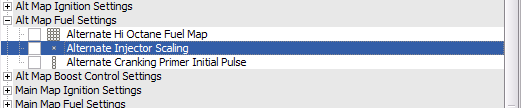 Alt Map Ignition Settings
Alt Map Fuel Settings
Alternate Hi Octane Fuel Map
Alternate Injector Scaling
Alternate Cranking Primer Initial Pulse
Alt Map Boost Control Settings
Main Map Ignition Settings
Main Map Fuel Settings